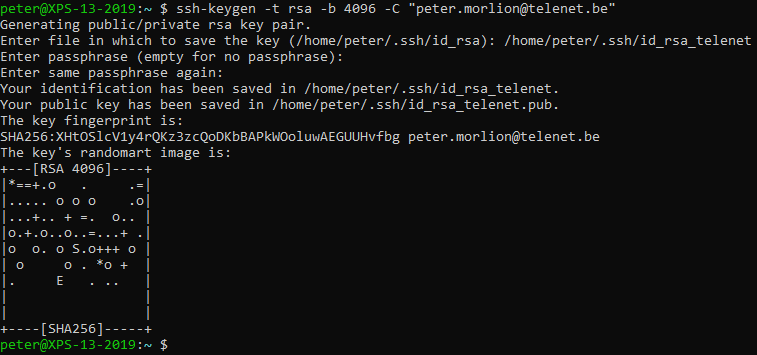 peter@XPS-13-2019:~ $ ssh-keygen -t rsa -b 4096 -C "peter.morlion@telenet.be"
Generating public/private rsa key pair.
Enter file in which to save the key (/home/peter/.ssh/id_rsa): /home/peter/.ssh/id_rsa_telenet
Enter passphrase (empty for no passphrase):
Enter same passphrase again:
Your identification has been saved in /home/peter/.ssh/id_rsa_telenet.
Your public key has been saved in /home/peter/.ssh/id_rsa_telenet.pub.
The key fingerprint is:
SHA256:XHtOSlcV1y4rQKz3zcQoDKbBAPkWOoluwAEGUUHvfbg peter.morlion@telenet.be
The key's randomart image is:
+---[RSA 4096]----+
|*==+.o   .     .=|
|..... o o o    .o|
|...+.. + =.  o.. |
|o.+.o..o..=...+ .|
|o  o. o S.o+++ o |
| o     o . *o +  |
|.     E   . ..   |
|                 |
|                 |
+----[SHA256]-----+
peter@XPS-13-2019:~ $